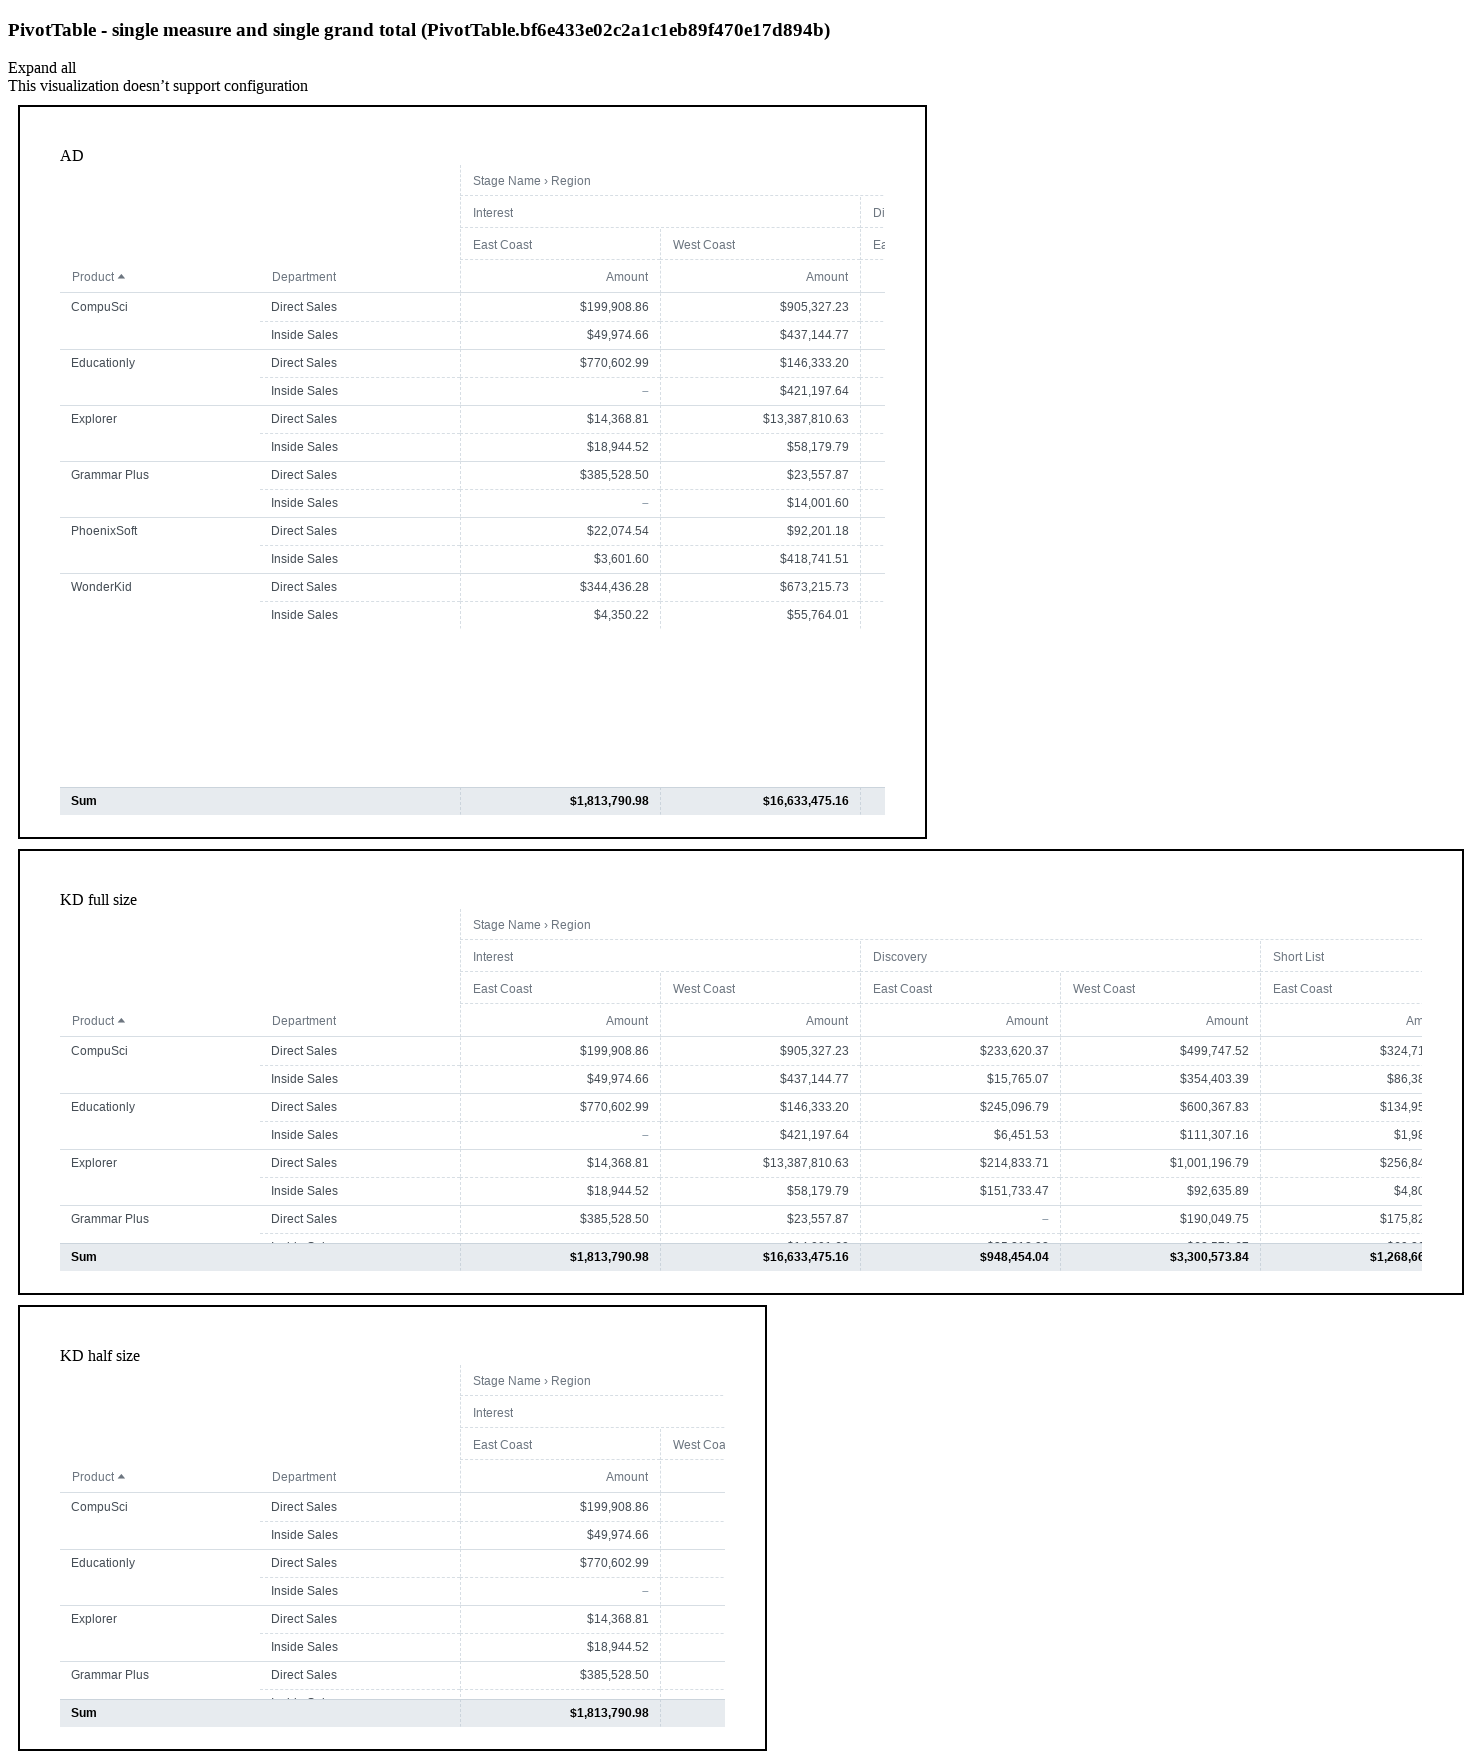 PivotTable - single measure and single grand total (PivotTable.bf6e433e02c2a1c1eb89f470e17d894b)
Expand all
This visualization doesn’t support configuration
AD
Stage Name › Region
Interest Di
East Coast West Coast Ea
Product Department Amount Amount
CompuSci Direct Sales $199,908.86 $905,327.23
Inside Sales $49,974.66 $437,144.77
Educationly Direct Sales $770,602.99 $146,333.20
Inside Sales – $421,197.64
Explorer Direct Sales $14,368.81 $13,387,810.63
Inside Sales $18,944.52 $58,179.79
Grammar Plus Direct Sales $385,528.50 $23,557.87
Inside Sales – $14,001.60
PhoenixSoft Direct Sales $22,074.54 $92,201.18
Inside Sales $3,601.60 $418,741.51
WonderKid Direct Sales $344,436.28 $673,215.73
Inside Sales $4,350.22 $55,764.01
Sum $1,813,790.98 $16,633,475.16
KD full size
Stage Name › Region
Interest Discovery Short List
East Coast West Coast East Coast West Coast East Coast
Product Department Amount Amount Amount Amount Am
CompuSci Direct Sales $199,908.86 $905,327.23 $233,620.37 $499,747.52 $324,71
Inside Sales $49,974.66 $437,144.77 $15,765.07 $354,403.39 $86,38
Educationly Direct Sales $770,602.99 $146,333.20 $245,096.79 $600,367.83 $134,95
Inside Sales – $421,197.64 $6,451.53 $111,307.16 $1,98
Explorer Direct Sales $14,368.81 $13,387,810.63 $214,833.71 $1,001,196.79 $256,84
Inside Sales $18,944.52 $58,179.79 $151,733.47 $92,635.89 $4,80
Grammar Plus Direct Sales $385,528.50 $23,557.87 – $190,049.75 $175,82
Sum $1,813,790.98 $16,633,475.16 $948,454.04 $3,300,573.84 $1,268,66
KD half size
Stage Name › Region
Interest
East Coast West Coa
Product Department Amount
CompuSci Direct Sales $199,908.86
Inside Sales $49,974.66
Educationly Direct Sales $770,602.99
Inside Sales –
Explorer Direct Sales $14,368.81
Inside Sales $18,944.52
Grammar Plus Direct Sales $385,528.50
Sum $1,813,790.98